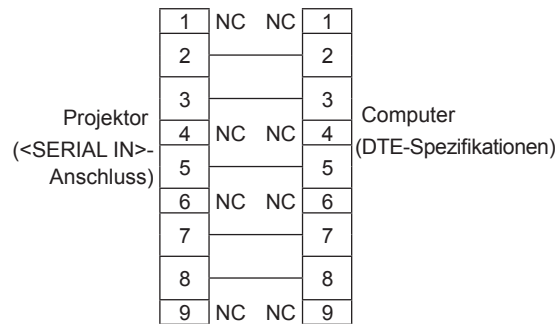 1 NC NC 1
2 2
3 3
Projektor
(<SERIAL IN>-
Anschluss)
4 NC NC 4
Computer
(DTE-Spezifikationen)
5 5
6 NC NC 6
7 7
8 8
9 NC NC 9